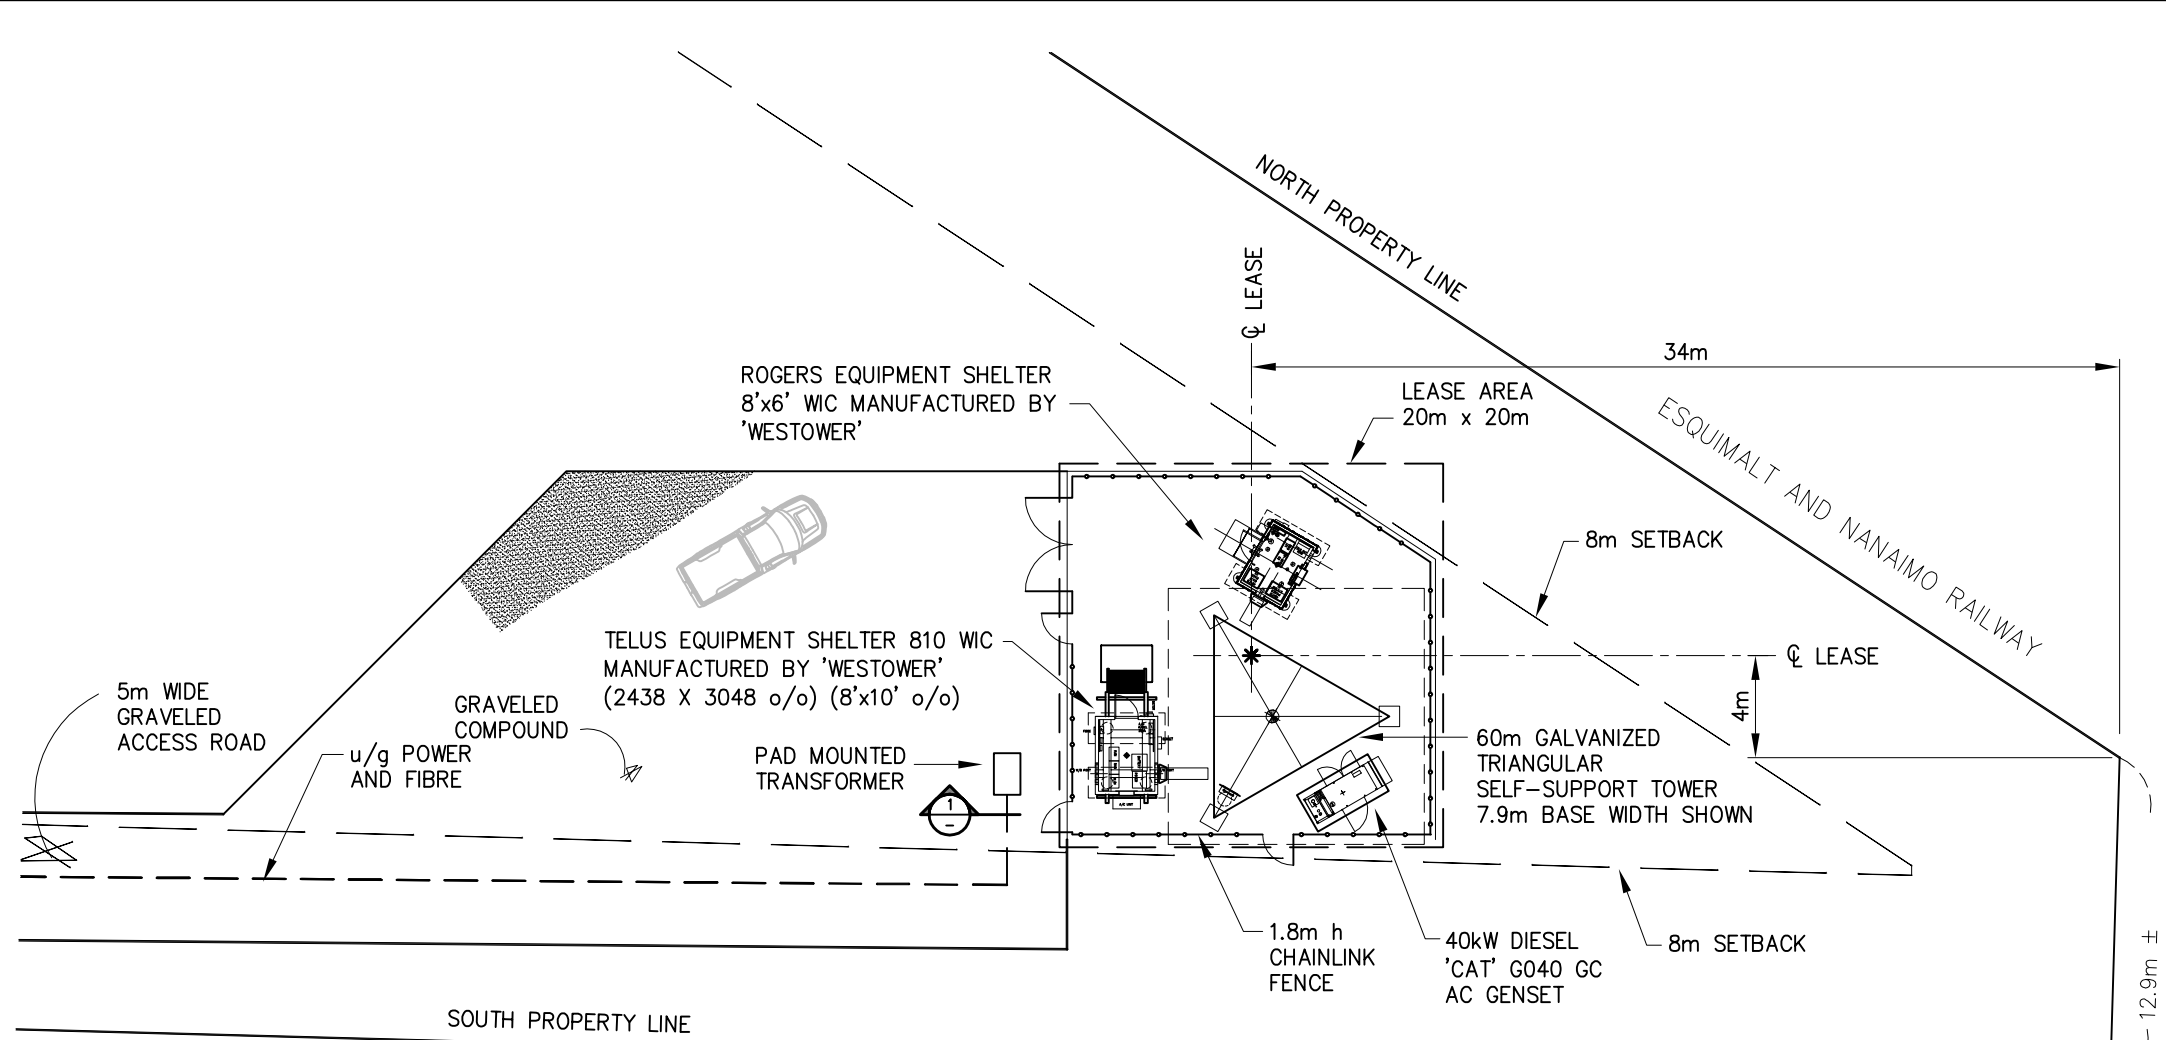 NORTH PROPERTY LINE
℄ LEASE
34m
ROGERS EQUIPMENT SHELTER
8'x6' WIC MANUFACTURED BY
'WESTOWER'
LEASE AREA
20m x 20m
ESQUIMALT AND NANAIMO RAILWAY
8m SETBACK
TELUS EQUIPMENT SHELTER 810 WIC
MANUFACTURED BY 'WESTOWER'
(2438 X 3048 o/o) (8'x10' o/o)
℄ LEASE
4m
5m WIDE
GRAVELED
ACCESS ROAD
GRAVELED
COMPOUND
u/g POWER
AND FIBRE
PAD MOUNTED
TRANSFORMER
1
-
60m GALVANIZED
TRIANGULAR
SELF-SUPPORT TOWER
7.9m BASE WIDTH SHOWN
1.8m h
CHAINLINK
FENCE
40kW DIESEL
'CAT' G040 GC
AC GENSET
8m SETBACK
12.9m ±
SOUTH PROPERTY LINE